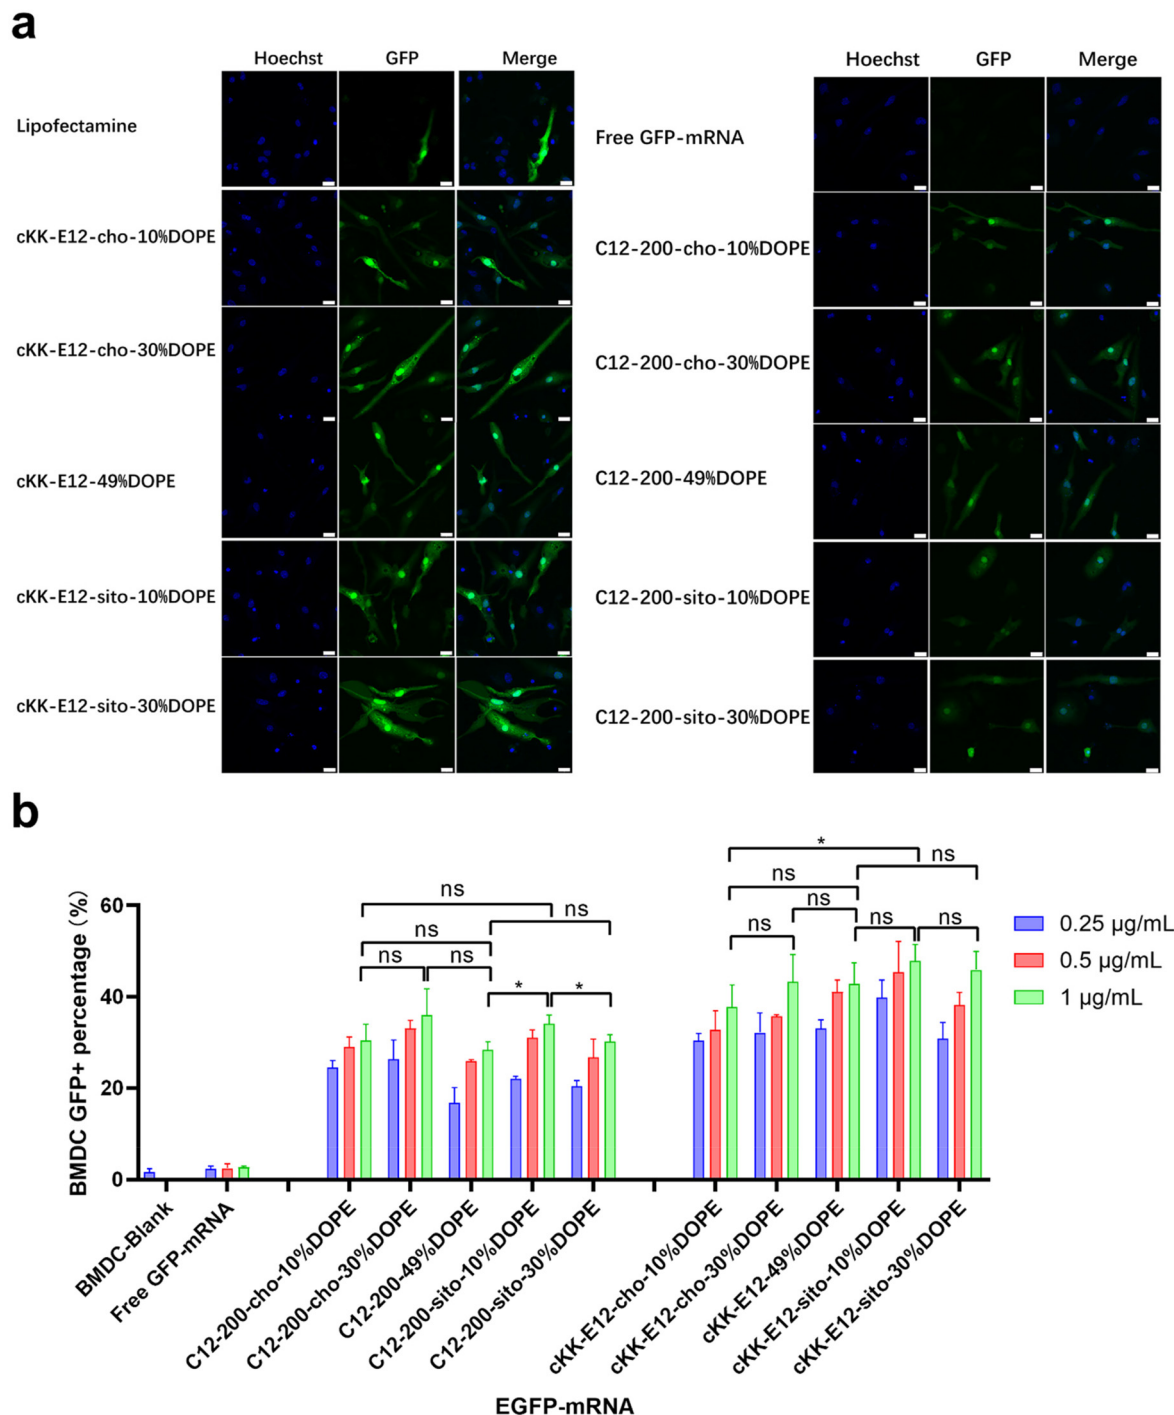 a
Hoechst GFP Merge
Hoechst GFP Merge
Lipofectamine
Free GFP-mRNA
cKK-E12-cho-10%DOPE
C12-200-cho-10%DOPE
cKK-E12-cho-30%DOPE
C12-200-cho-30%DOPE
cKK-E12-49%DOPE
C12-200-49%DOPE
cKK-E12-sito-10%DOPE
C12-200-sito-10%DOPE
cKK-E12-sito-30%DOPE
C12-200-sito-30%DOPE
b
BMDC GFP+ percentage (%)
60
40
20
0
ns
ns
ns
ns
ns
*
*
*
ns
ns
ns
ns
ns
ns
0.25 µg/mL
0.5 µg/mL
1 µg/mL
BMDC-Blank
Free GFP-mRNA
C12-200-cho-10%DOPE
C12-200-cho-30%DOPE
C12-200-49%DOPE
C12-200-sito-10%DOPE
C12-200-sito-30%DOPE
cKK-E12-cho-10%DOPE
cKK-E12-cho-30%DOPE
cKK-E12-49%DOPE
cKK-E12-sito-10%DOPE
cKK-E12-sito-30%DOPE
EGFP-mRNA